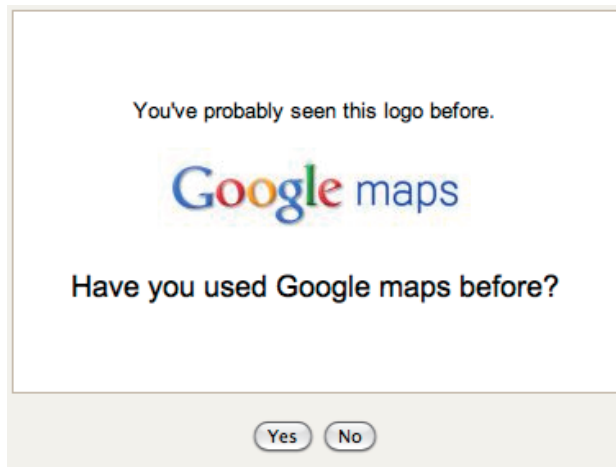 You've probably seen this logo before.
Google maps
Have you used Google maps before?
Yes No